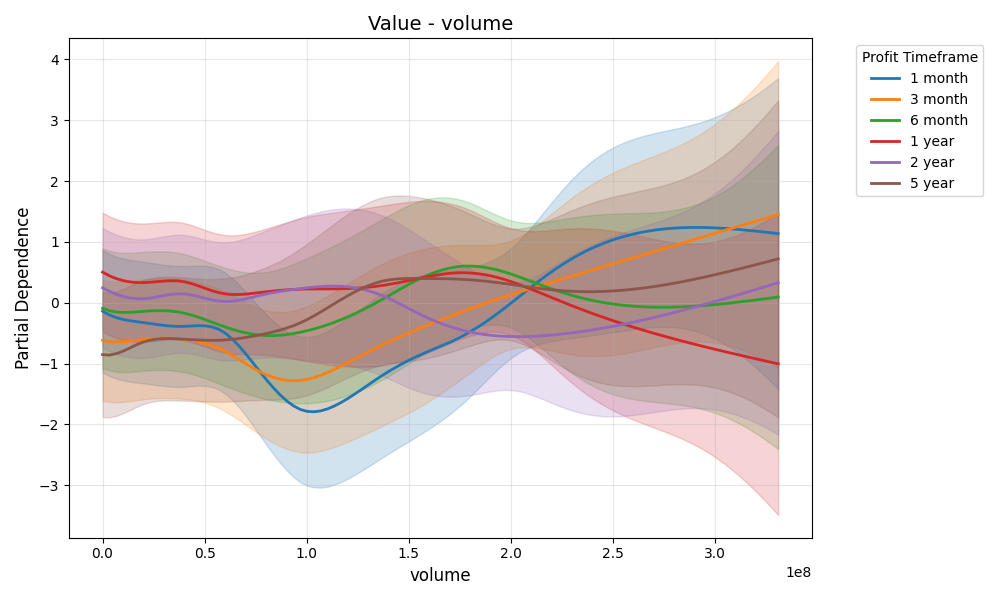 Value - volume
Profit Timeframe
1 month
3 month
6 month
1 year
2 year
5 year
Partial Dependence
4
3
2
1
0
−1
−2
−3
0.0 0.5 1.0 1.5 2.0 2.5 3.0
1e8
volume